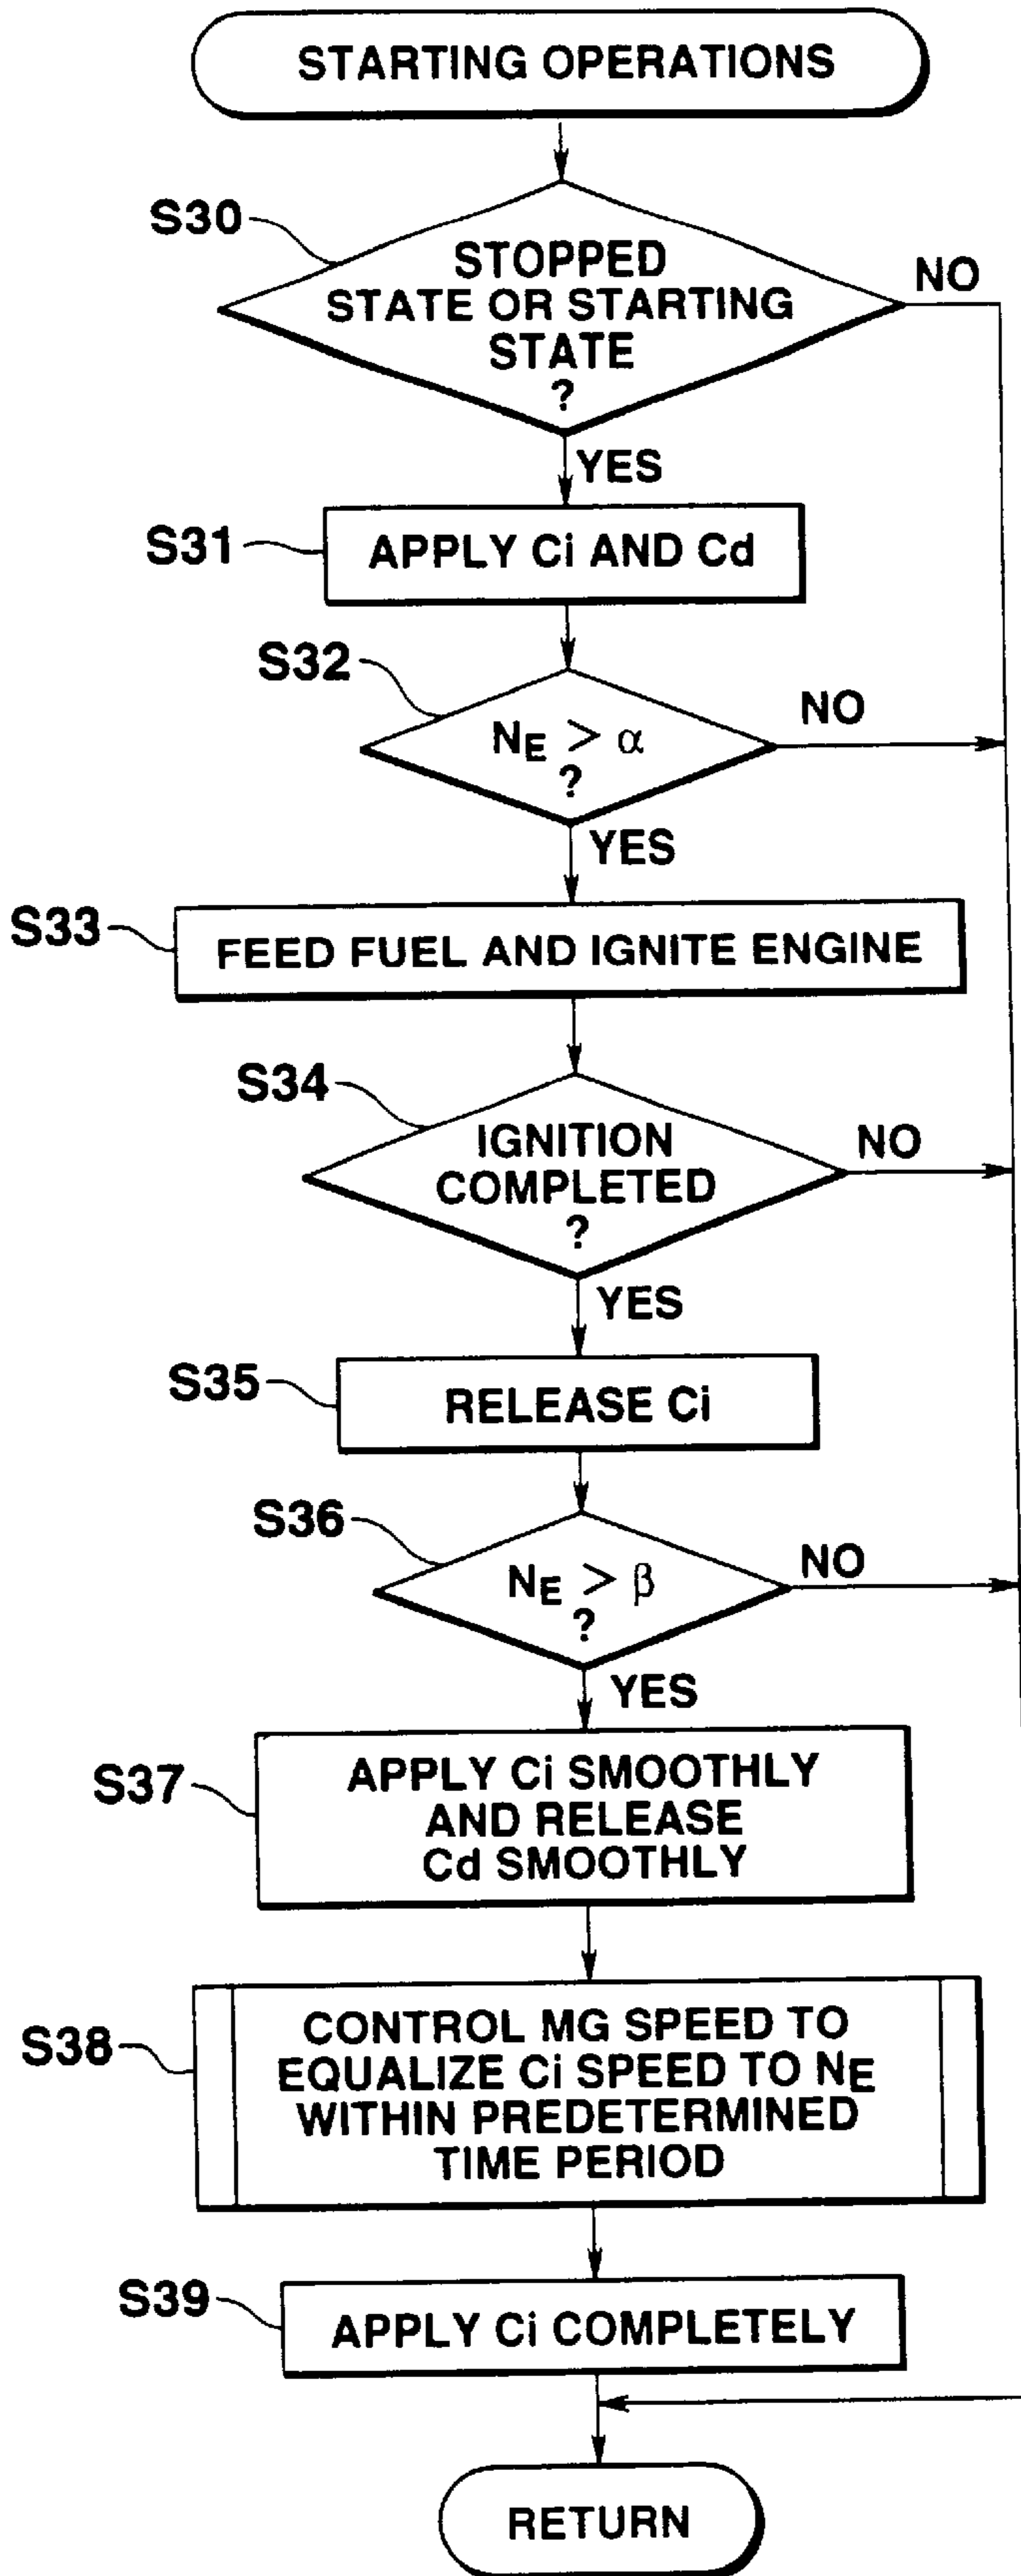 STARTING OPERATIONS
S30
STOPPED
STATE OR STARTING
STATE
?
NO
YES
S31
APPLY Ci AND Cd
S32
NE > α
?
NO
YES
S33
FEED FUEL AND IGNITE ENGINE
S34
IGNITION
COMPLETED
?
NO
YES
S35
RELEASE Ci
S36
NE > β
?
NO
YES
S37
APPLY Ci SMOOTHLY
AND RELEASE
Cd SMOOTHLY
S38
CONTROL MG SPEED TO
EQUALIZE Ci SPEED TO NE
WITHIN PREDETERMINED
TIME PERIOD
S39
APPLY Ci COMPLETELY
RETURN